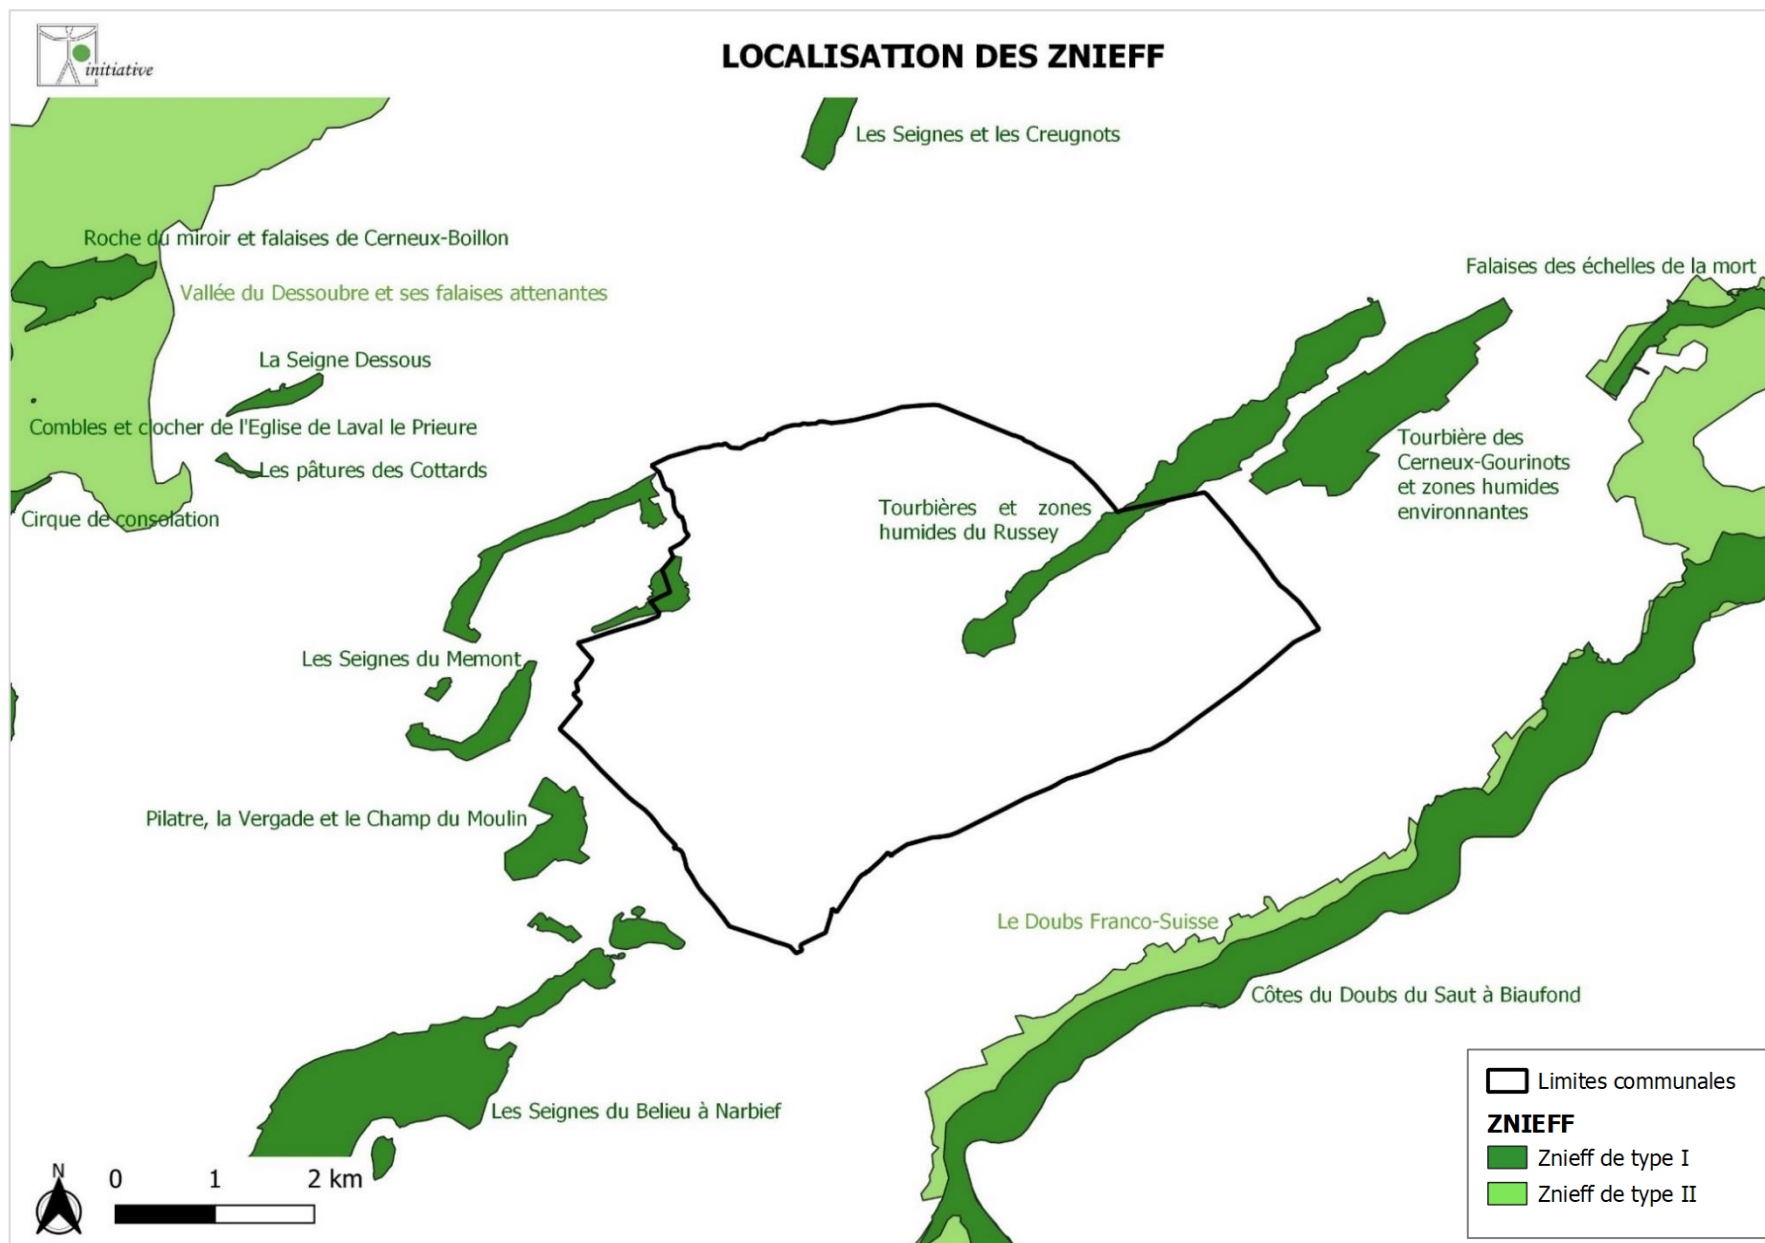 initiative
LOCALISATION DES ZNIEFF
Les Seignes et les Creugnots
Roche du miroir et falaises de Cerneux-Boillon
Falaises des échelles de la mort
Vallée du Dessoubre et ses falaises attenantes
La Seigne Dessous
Combles et clocher de l'Eglise de Laval le Prieure
Les pâtures des Cottards
Cirque de consolation
Tourbières et zones
humides du Russey
Tourbière des
Cerneux-Gourinots
et zones humides
environnantes
Les Seignes du Memont
Pilatre, la Vergade et le Champ du Moulin
Le Doubs Franco-Suisse
Côtes du Doubs du Saut à Biaufond
Les Seignes du Belieu à Narbief
N
0 1 2 km
Limites communales
ZNIEFF
Znieff de type I
Znieff de type II